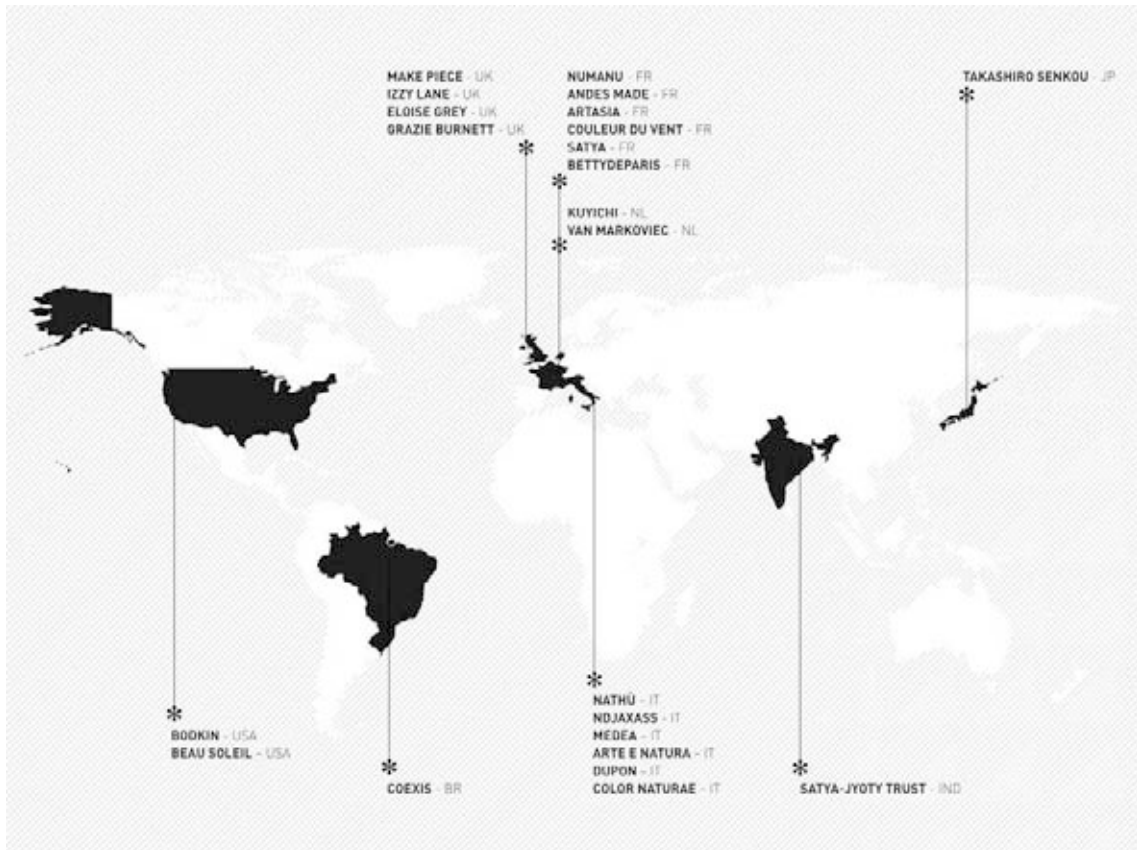 MAKE PIECE - UK
IZZY LANE - UK
ELOISE GREY - UK
GRAZIE BURNETT - UK
NUMANU - FR
ANDES MADE - FR
ARTASIA - FR
COULEUR DU VENT - FR
SATYA - FR
BETTYDEPARIS - FR
KUYICHI - NL
VAN MARKOVIEC - NL
TAKASHIRO SENKOU - JP
BODKIN - USA
BEAU SOLEIL - USA
COEXIS - BR
NATHÙ - IT
NDJAXASS - IT
MEDEA - IT
ARTE E NATURA - IT
DUPON - IT
COLOR NATURAE - IT
SATYA-JYOTY TRUST - IND